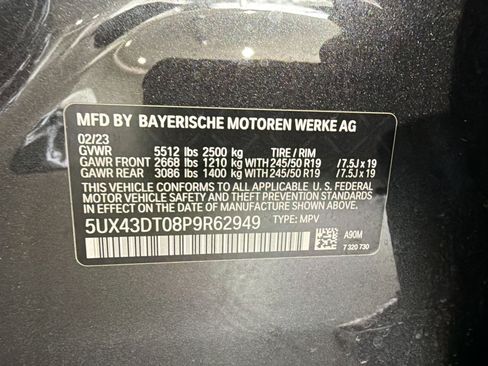 MFD BY BAYERISCHE MOTOREN WERKE AG
02/23
GVWR 5512 lbs 2500 kg TIRE / RIM
GAWR FRONT 2668 lbs 1210 kg WITH 245/50 R19 / 7.5J x 19
GAWR REAR 3086 lbs 1400 kg WITH 245/50 R19 / 7.5J x 19
THIS VEHICLE CONFORMS TO ALL APPLICABLE U. S. FEDERAL
MOTOR VEHICLE SAFETY AND THEFT PREVENTION STANDARDS
IN EFFECT ON THE DATE OF MANUFACTURE SHOWN ABOVE.
5UX43DT08P9R62949 TYPE: MPV
A90M
7 320 730